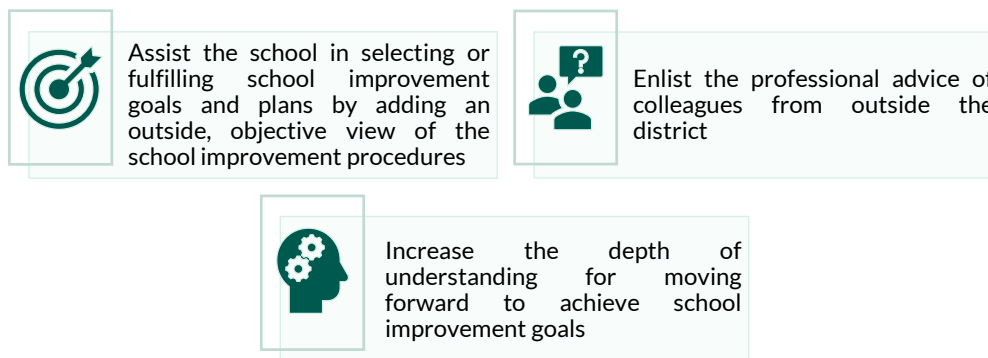 Assist the school in selecting or
fulfilling school improvement
goals and plans by adding an
outside, objective view of the
school improvement procedures
Enlist the professional advice of
colleagues from outside the
district
Increase the depth of
understanding for moving
forward to achieve school
improvement goals